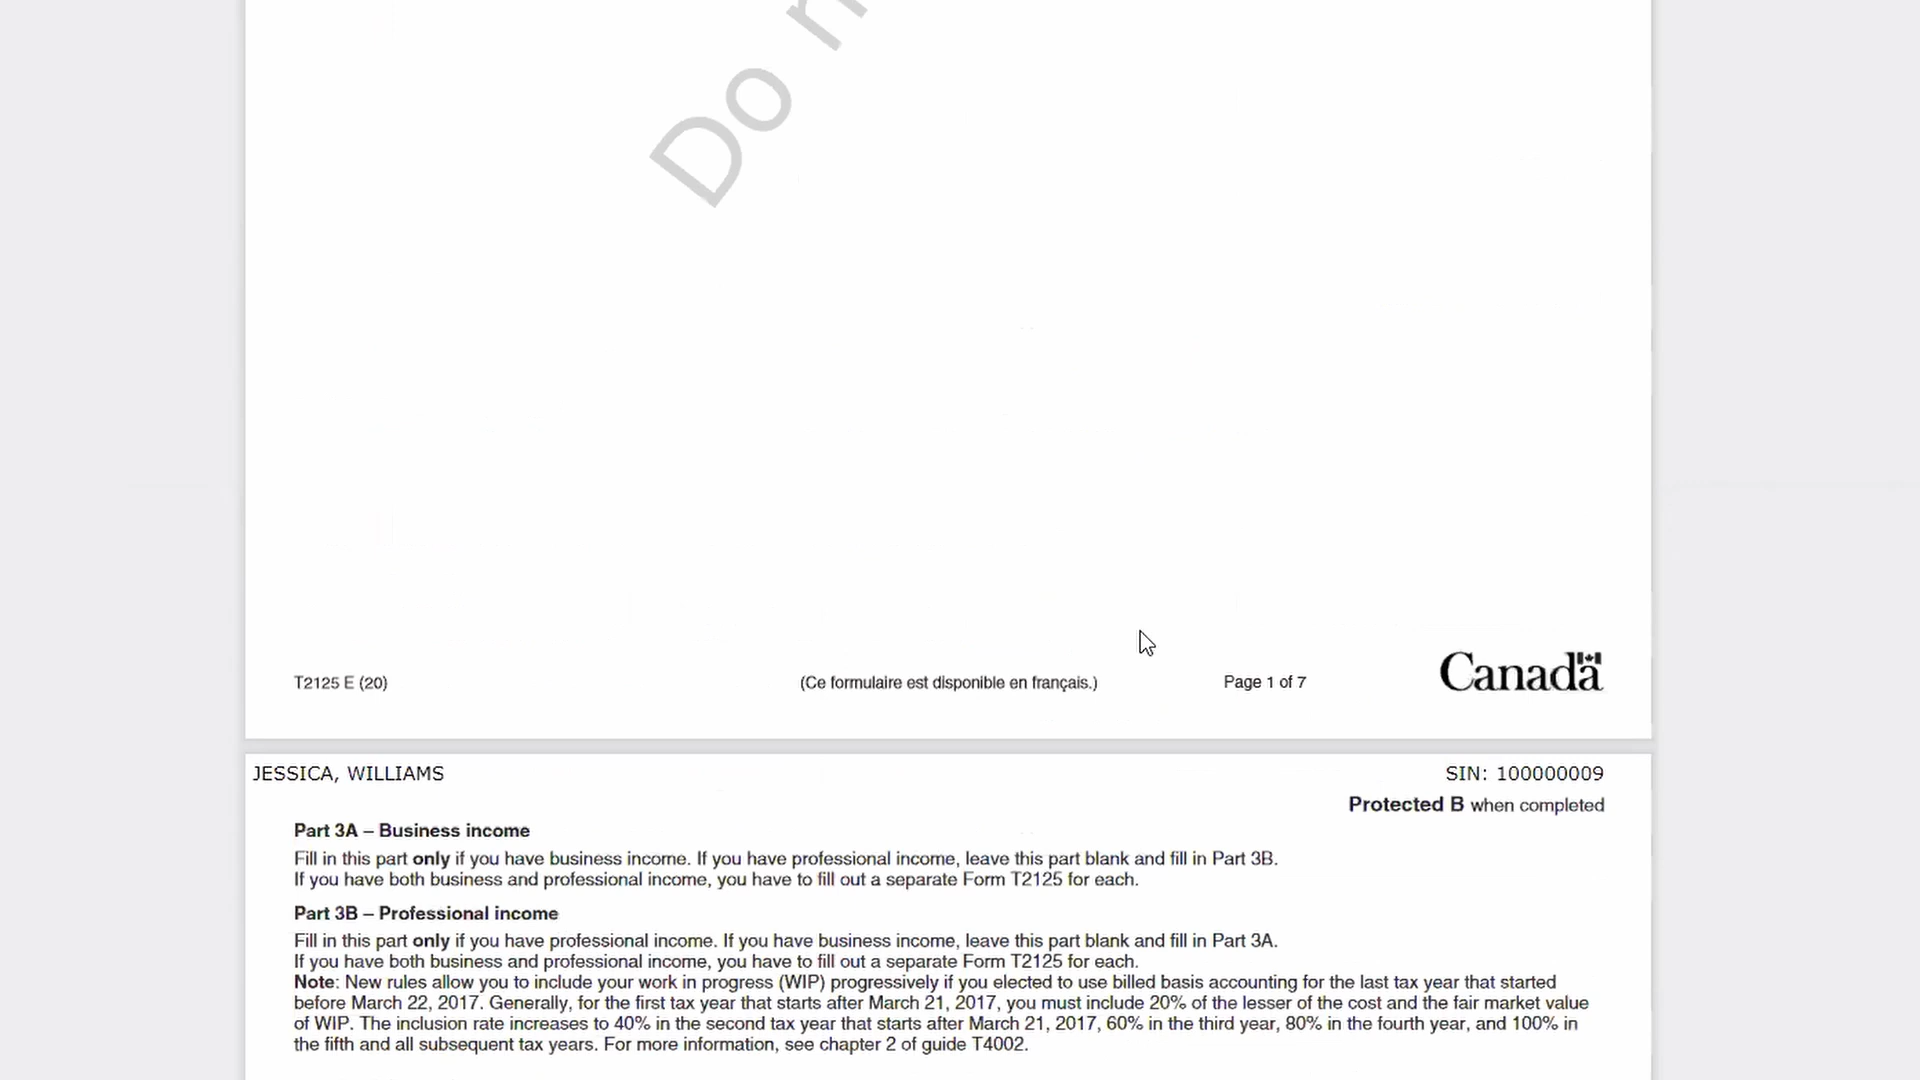 Do
T2125 E (20)
(Ce formulaire est disponible en français.)
Page 1 of 7
Canada
JESSICA, WILLIAMS
SIN: 100000009
Protected B when completed
Part 3A – Business income
Fill in this part only if you have business income. If you have professional income, leave this part blank and fill in Part 3B.
If you have both business and professional income, you have to fill out a separate Form T2125 for each.
Part 3B – Professional income
Fill in this part only if you have professional income. If you have business income, leave this part blank and fill in Part 3A.
If you have both business and professional income, you have to fill out a separate Form T2125 for each.
Note: New rules allow you to include your work in progress (WIP) progressively if you elected to use billed basis accounting for the last tax year that started
before March 22, 2017. Generally, for the first tax year that starts after March 21, 2017, you must include 20% of the lesser of the cost and the fair market value
of WIP. The inclusion rate increases to 40% in the second tax year that starts after March 21, 2017, 60% in the third year, 80% in the fourth year, and 100% in
the fifth and all subsequent tax years. For more information, see chapter 2 of guide T4002.